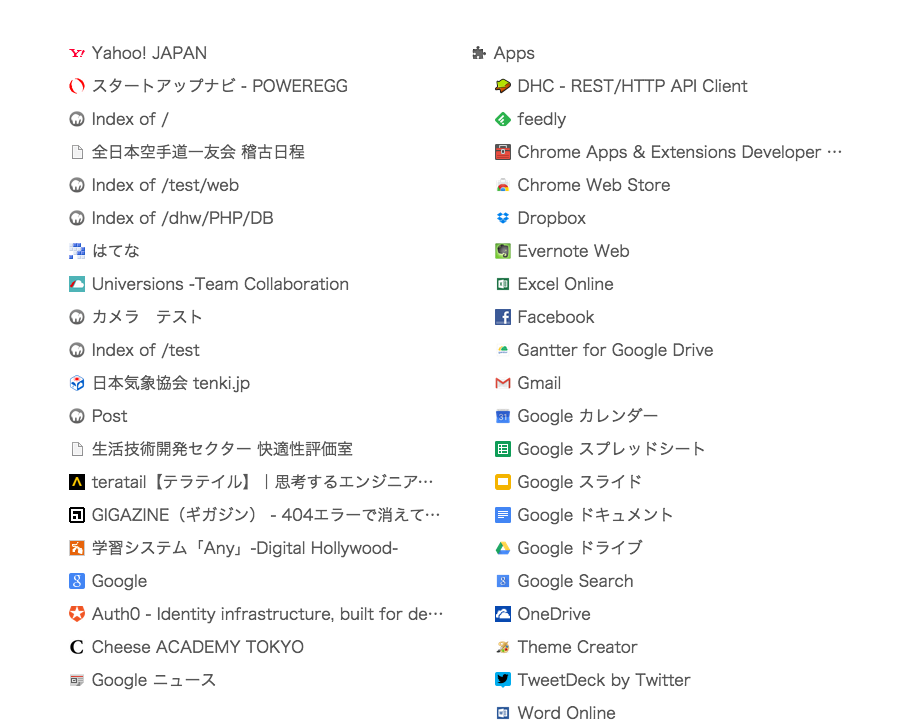 Yahoo! JAPAN
スタートアップナビ - POWEREGG
Index of /
全日本空手道一友会 稽古日程
Index of /test/web
Index of /dhw/PHP/DB
はてな
Universions -Team Collaboration
カメラ　テスト
Index of /test
日本気象協会 tenki.jp
Post
生活技術開発セクター 快適性評価室
teratail【テラテイル】｜思考するエンジニア…
GIGAZINE（ギガジン） - 404エラーで消えて…
学習システム「Any」-Digital Hollywood-
Google
Auth0 - Identity infrastructure, built for de…
Cheese ACADEMY TOKYO
Google ニュース
Apps
DHC - REST/HTTP API Client
feedly
Chrome Apps & Extensions Developer …
Chrome Web Store
Dropbox
Evernote Web
Excel Online
Facebook
Gantter for Google Drive
Gmail
Google カレンダー
Google スプレッドシート
Google スライド
Google ドキュメント
Google ドライブ
Google Search
OneDrive
Theme Creator
TweetDeck by Twitter
Word Online